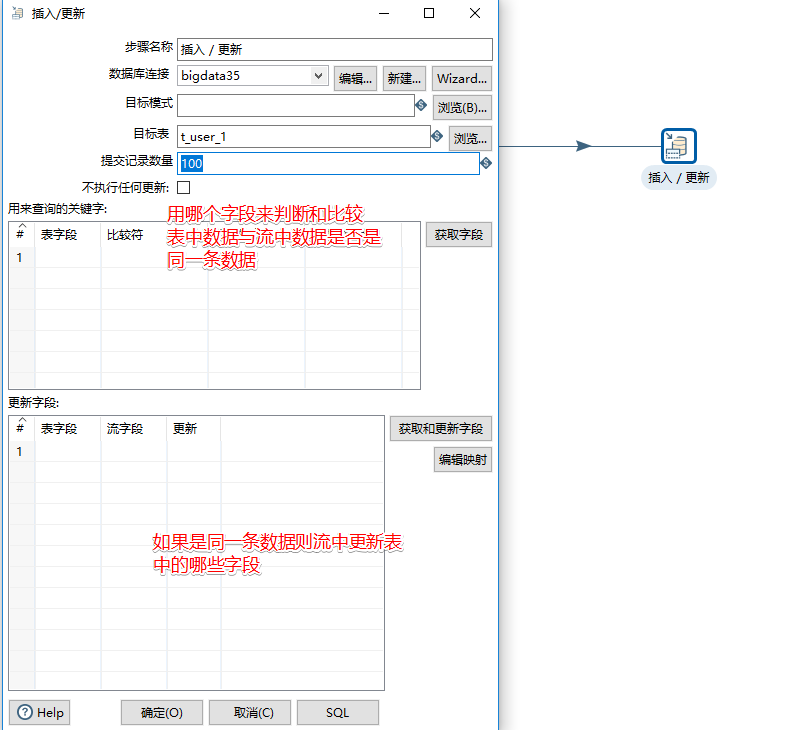 插入/更新
步骤名称 插入 / 更新
数据库连接 bigdata35 编辑... 新建... Wizard...
目标模式 浏览(B)...
目标表 t_user_1 浏览...
提交记录数量 100
不执行任何更新:
插入 / 更新
用来查询的关键字:
# 表字段 比较符 获取字段
1
用哪个字段来判断和比较
表中数据与流中数据是否是
同一条数据
更新字段:
# 表字段 流字段 更新 获取和更新字段
1 编辑映射
如果是同一条数据则流中更新表
中的哪些字段
Help 确定(O) 取消(C) SQL